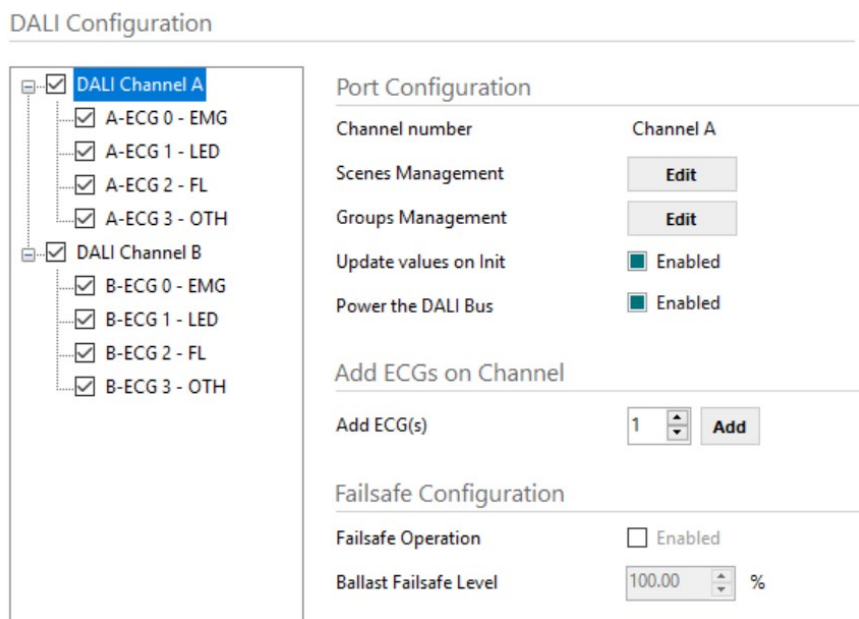 DALI Configuration
DALI Channel A
A-ECG 0 - EMG
A-ECG 1 - LED
A-ECG 2 - FL
A-ECG 3 - OTH
DALI Channel B
B-ECG 0 - EMG
B-ECG 1 - LED
B-ECG 2 - FL
B-ECG 3 - OTH
Port Configuration
Channel number Channel A
Scenes Management Edit
Groups Management Edit
Update values on Init Enabled
Power the DALI Bus Enabled
Add ECGs on Channel
Add ECG(s) 1 Add
Failsafe Configuration
Failsafe Operation Enabled
Ballast Failsafe Level 100.00 %